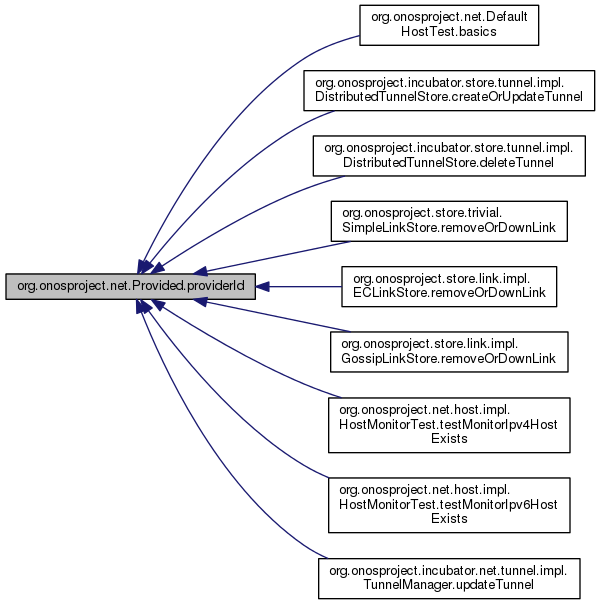 org.onosproject.net.Default
HostTest.basics
org.onosproject.incubator.store.tunnel.impl.
DistributedTunnelStore.createOrUpdateTunnel
org.onosproject.incubator.store.tunnel.impl.
DistributedTunnelStore.deleteTunnel
org.onosproject.store.trivial.
SimpleLinkStore.removeOrDownLink
org.onosproject.net.Provided.providerId
org.onosproject.store.link.impl.
ECLinkStore.removeOrDownLink
org.onosproject.store.link.impl.
GossipLinkStore.removeOrDownLink
org.onosproject.net.host.impl.
HostMonitorTest.testMonitorIpv4Host
Exists
org.onosproject.net.host.impl.
HostMonitorTest.testMonitorIpv6Host
Exists
org.onosproject.incubator.net.tunnel.impl.
TunnelManager.updateTunnel